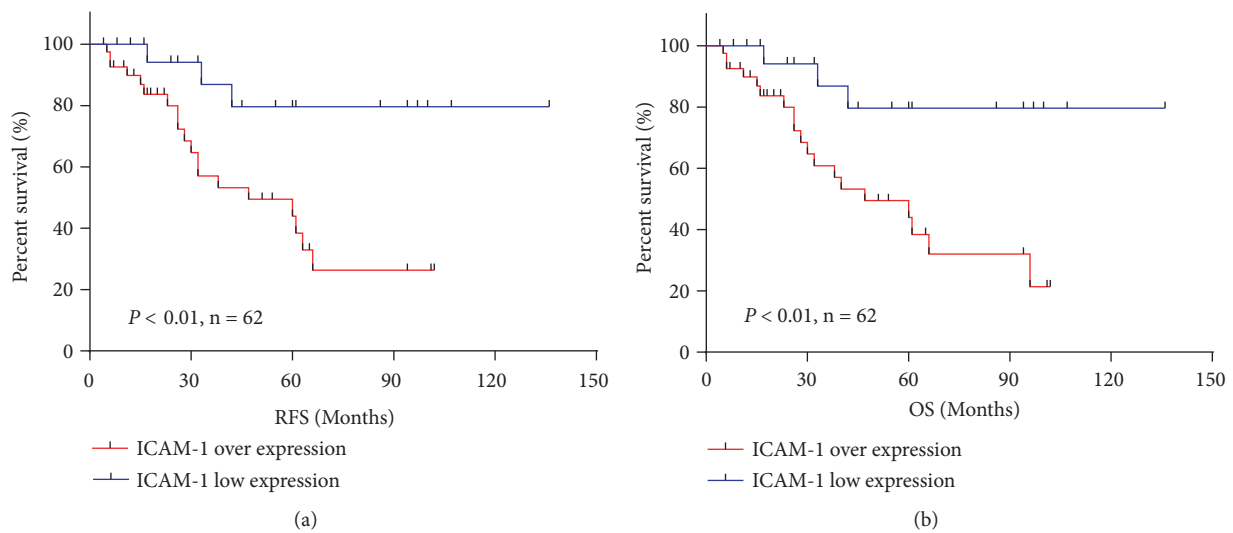 Percent survival (%)
100
80
60
40
20
0
P < 0.01, n = 62
0 30 60 90 120 150
RFS (Months)
ICAM-1 over expression
ICAM-1 low expression
(a)
Percent survival (%)
100
80
60
40
20
0
P < 0.01, n = 62
0 30 60 90 120 150
OS (Months)
ICAM-1 over expression
ICAM-1 low expression
(b)